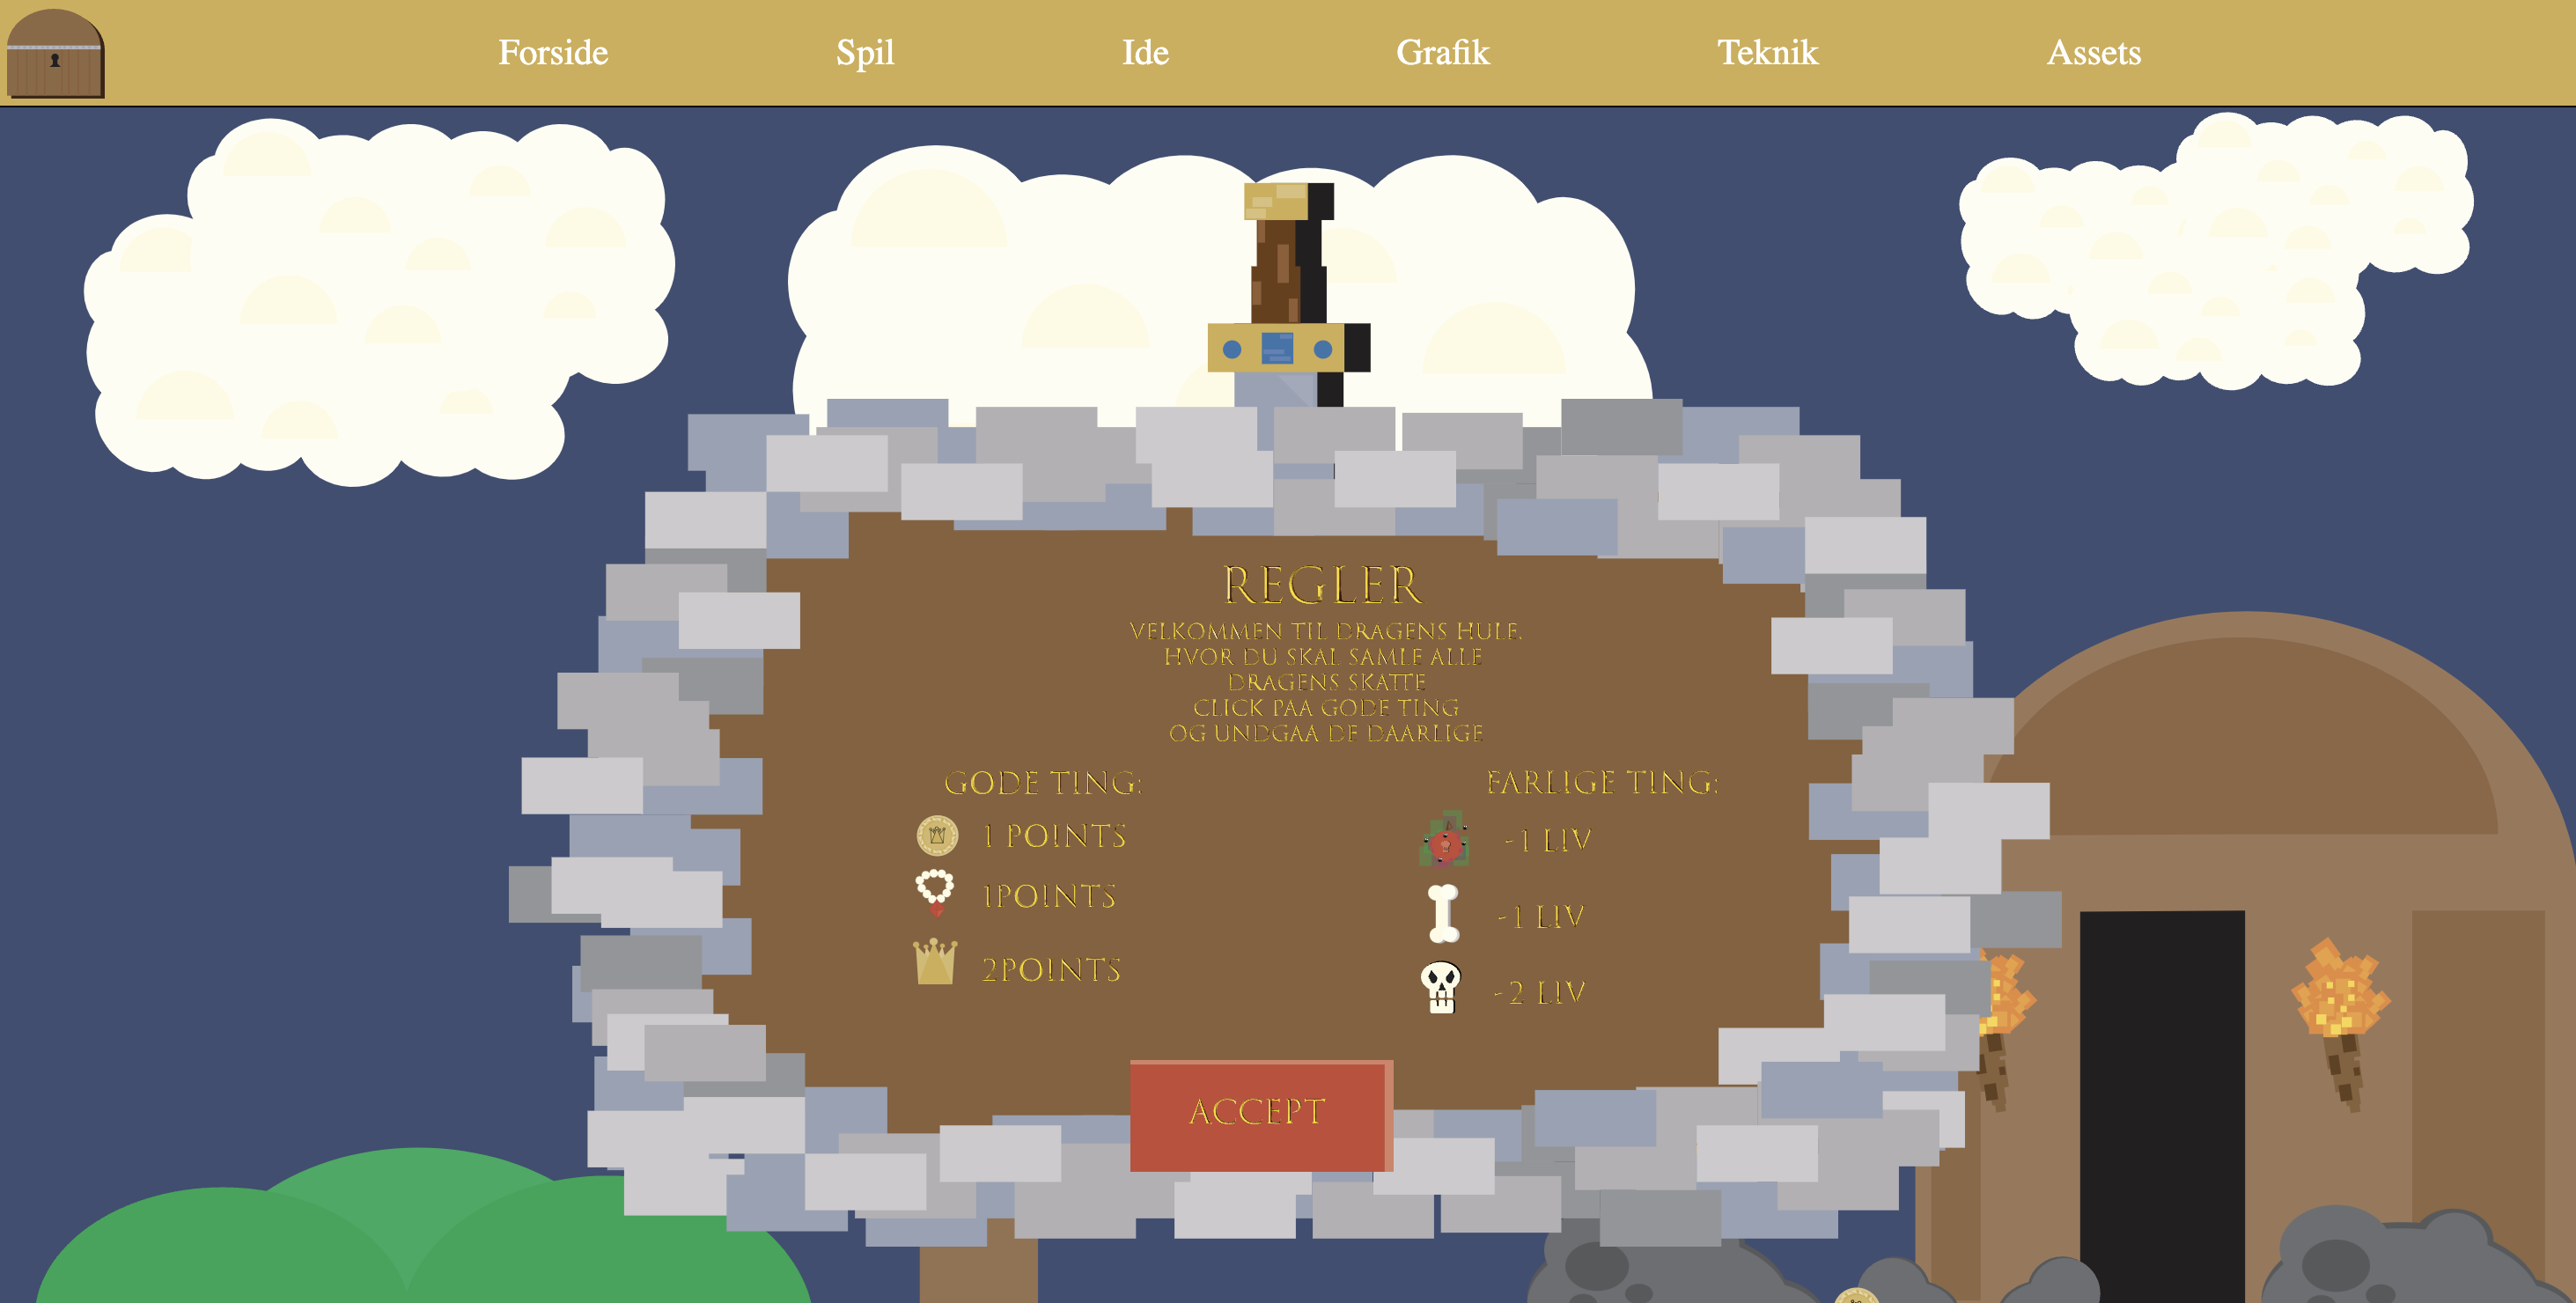 Forside
Spil
Ide
Grafik
Teknik
Assets
REGLER
VELKOMMEN TIL DRAGENS HULE.
HVOR DU SKAL SAMLE ALLE
DRAGENS SKATTE
CLICK PAA GODE TING
OG UNDGAA DE DAARLIGE
GODE TING:
1 POINTS
1POINTS
2POINTS
FARLIGE TING:
-1 LIV
-1 LIV
-2 LIV
ACCEPT